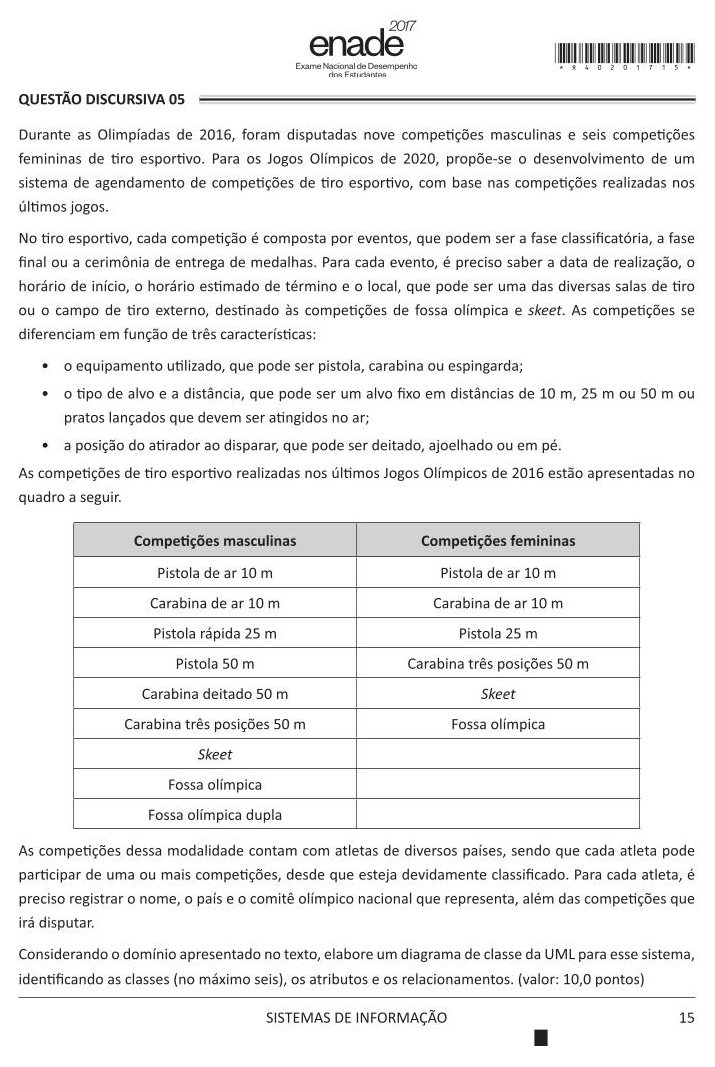 2017
enade
Exame Nacional de Desempenho
dos Estudantes
*R4020171​5*
QUESTÃO DISCURSIVA 05
Durante as Olimpíadas de 2016, foram disputadas nove competições masculinas e seis competições
femininas de tiro esportivo. Para os Jogos Olímpicos de 2020, propõe-se o desenvolvimento de um
sistema de agendamento de competições de tiro esportivo, com base nas competições realizadas nos
últimos jogos.
No tiro esportivo, cada competição é composta por eventos, que podem ser a fase classificatória, a fase
final ou a cerimônia de entrega de medalhas. Para cada evento, é preciso saber a data de realização, o
horário de início, o horário estimado de término e o local, que pode ser uma das diversas salas de tiro
ou o campo de tiro externo, destinado às competições de fossa olímpica e skeet. As competições se
diferenciam em função de três características:
• o equipamento utilizado, que pode ser pistola, carabina ou espingarda;
• o tipo de alvo e a distância, que pode ser um alvo fixo em distâncias de 10 m, 25 m ou 50 m ou
pratos lançados que devem ser atingidos no ar;
• a posição do atirador ao disparar, que pode ser deitado, ajoelhado ou em pé.
As competições de tiro esportivo realizadas nos últimos Jogos Olímpicos de 2016 estão apresentadas no
quadro a seguir.
Competições masculinas Competições femininas
Pistola de ar 10 m Pistola de ar 10 m
Carabina de ar 10 m Carabina de ar 10 m
Pistola rápida 25 m Pistola 25 m
Pistola 50 m Carabina três posições 50 m
Carabina deitado 50 m Skeet
Carabina três posições 50 m Fossa olímpica
Skeet
Fossa olímpica
Fossa olímpica dupla
As competições dessa modalidade contam com atletas de diversos países, sendo que cada atleta pode
participar de uma ou mais competições, desde que esteja devidamente classificado. Para cada atleta, é
preciso registrar o nome, o país e o comitê olímpico nacional que representa, além das competições que
irá disputar.
Considerando o domínio apresentado no texto, elabore um diagrama de classe da UML para esse sistema,
identificando as classes (no máximo seis), os atributos e os relacionamentos. (valor: 10,0 pontos)
SISTEMAS DE INFORMAÇÃO 15